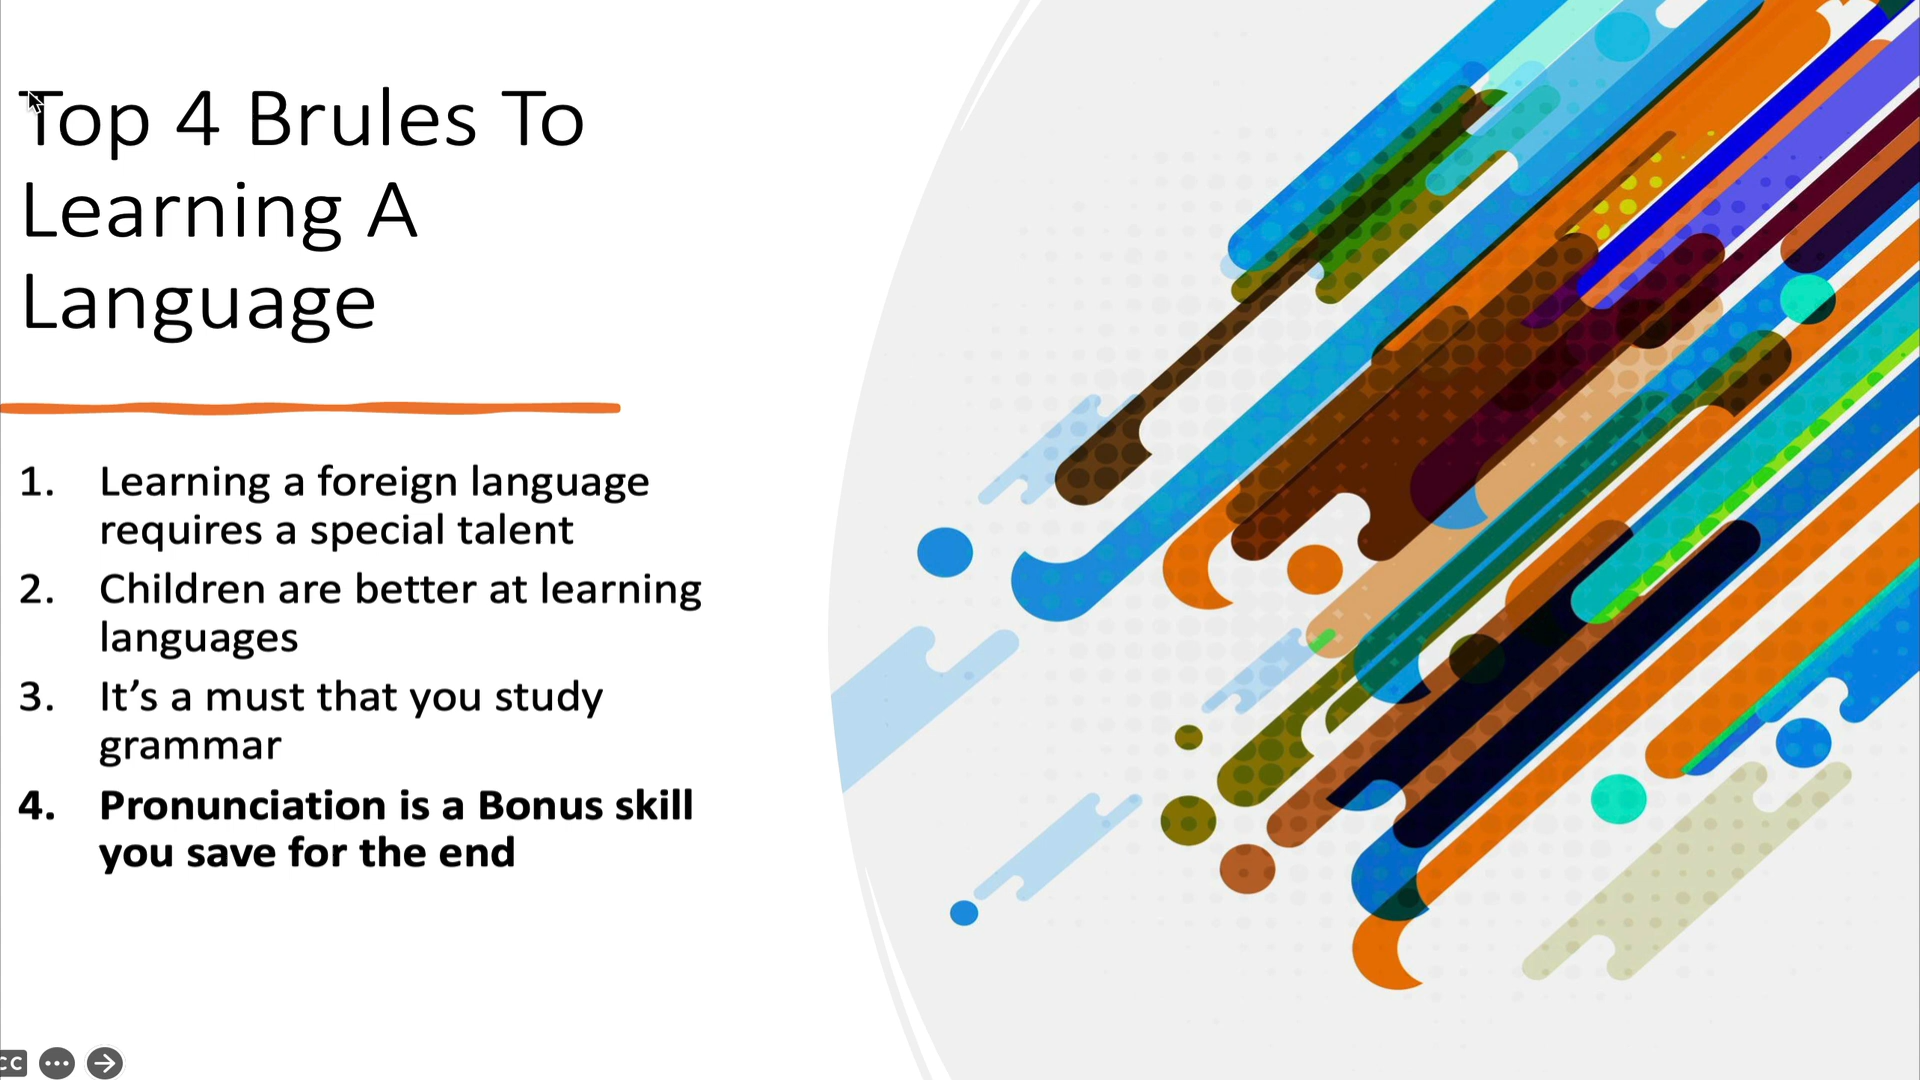 Top 4 Brules To
Learning A
Language
1. Learning a foreign language
requires a special talent
2. Children are better at learning
languages
3. It’s a must that you study
grammar
4. Pronunciation is a Bonus skill
you save for the end
CC